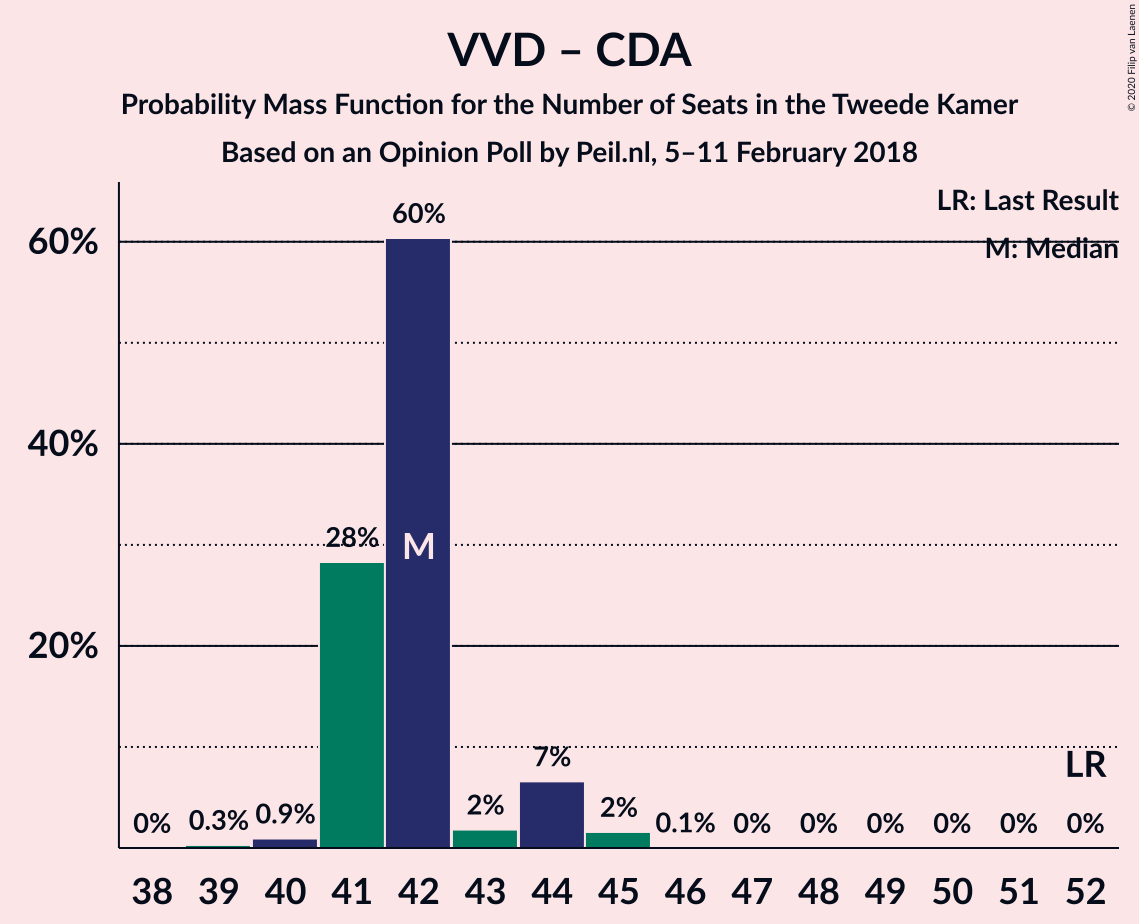 VVD – CDA
Probability Mass Function for the Number of Seats in the Tweede Kamer
Based on an Opinion Poll by Peil.nl, 5–11 February 2018
© 2020 Filip van Laenen
LR: Last Result
M: Median
60%
40%
20%
0%
0.3%
0.9%
28%
60%
M
2%
7%
2%
0.1%
0%
0%
0%
0%
0%
LR
0%
38 39 40 41 42 43 44 45 46 47 48 49 50 51 52